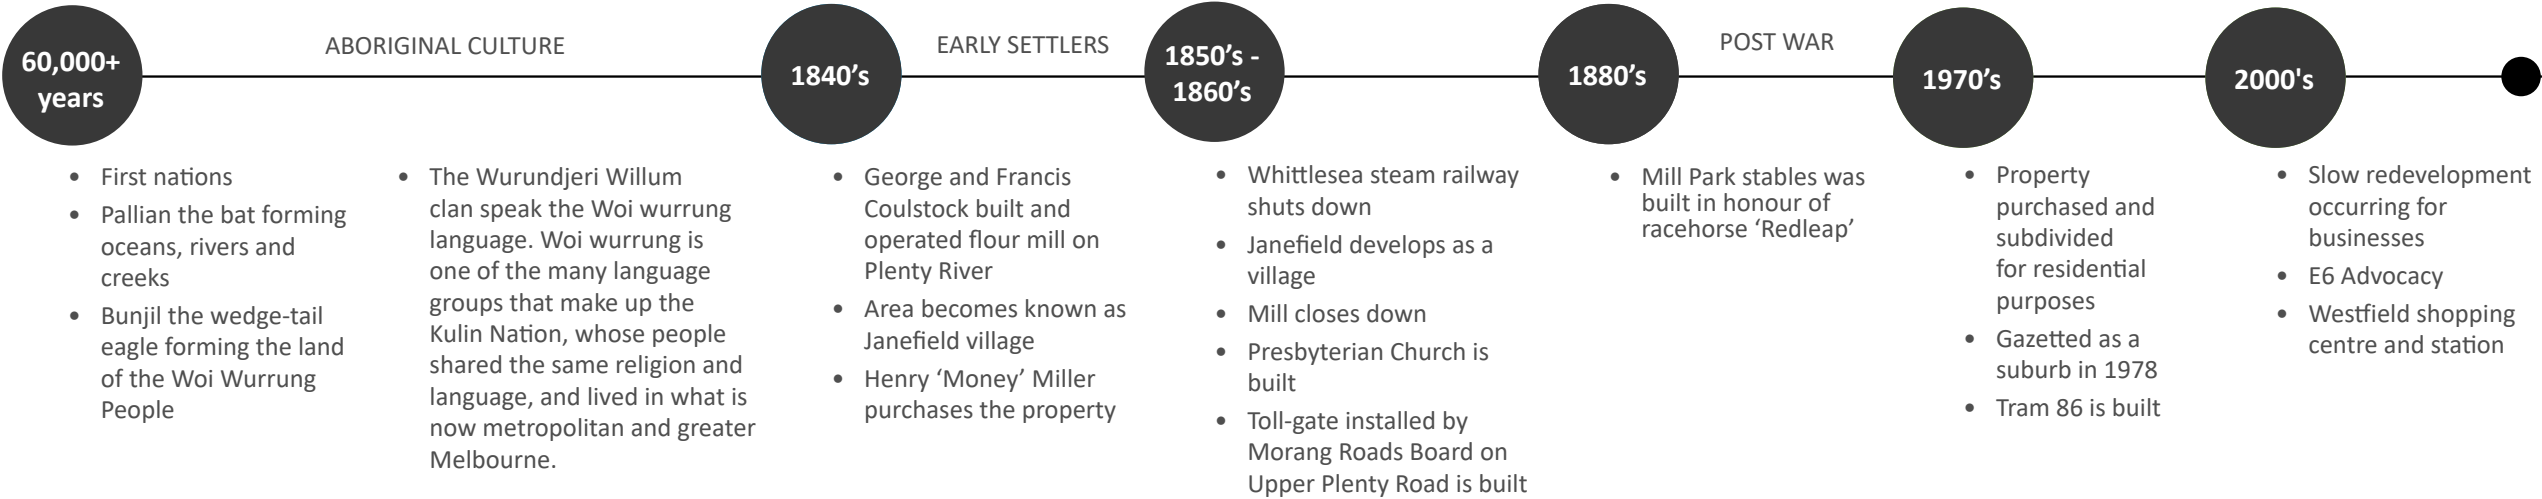 60,000+
years
ABORIGINAL CULTURE
1840’s
EARLY SETTLERS
1850’s -
1860’s
1880’s
POST WAR
1970’s
2000's
• First nations
• Pallian the bat forming
oceans, rivers and
creeks
• Bunjil the wedge-tail
eagle forming the land
of the Woi Wurrung
People
• The Wurundjeri Willum
clan speak the Woi wurrung
language. Woi wurrung is
one of the many language
groups that make up the
Kulin Nation, whose people
shared the same religion and
language, and lived in what is
now metropolitan and greater
Melbourne.
• George and Francis
Coulstock built and
operated flour mill on
Plenty River
• Area becomes known as
Janefield village
• Henry ‘Money’ Miller
purchases the property
• Whittlesea steam railway
shuts down
• Janefield develops as a
village
• Mill closes down
• Presbyterian Church is
built
• Toll-gate installed by
Morang Roads Board on
Upper Plenty Road is built
• Mill Park stables was
built in honour of
racehorse ‘Redleap’
• Property
purchased and
subdivided
for residential
purposes
• Gazetted as a
suburb in 1978
• Tram 86 is built
• Slow redevelopment
occurring for
businesses
• E6 Advocacy
• Westfield shopping
centre and station